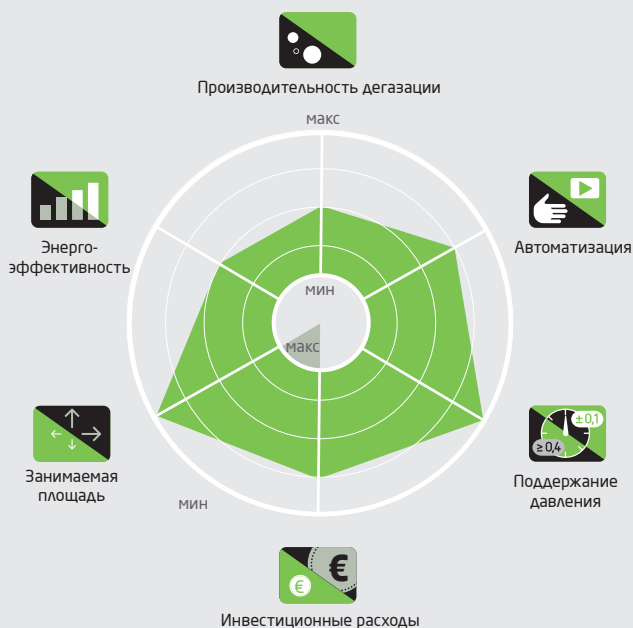 Производительность дегазации
макс
Энерго-
эффективность
Автоматизация
мин
макс
± 0,1
≥ 0,4
Занимаемая
площадь
Поддержание
давления
мин
€
€
Инвестиционные расходы